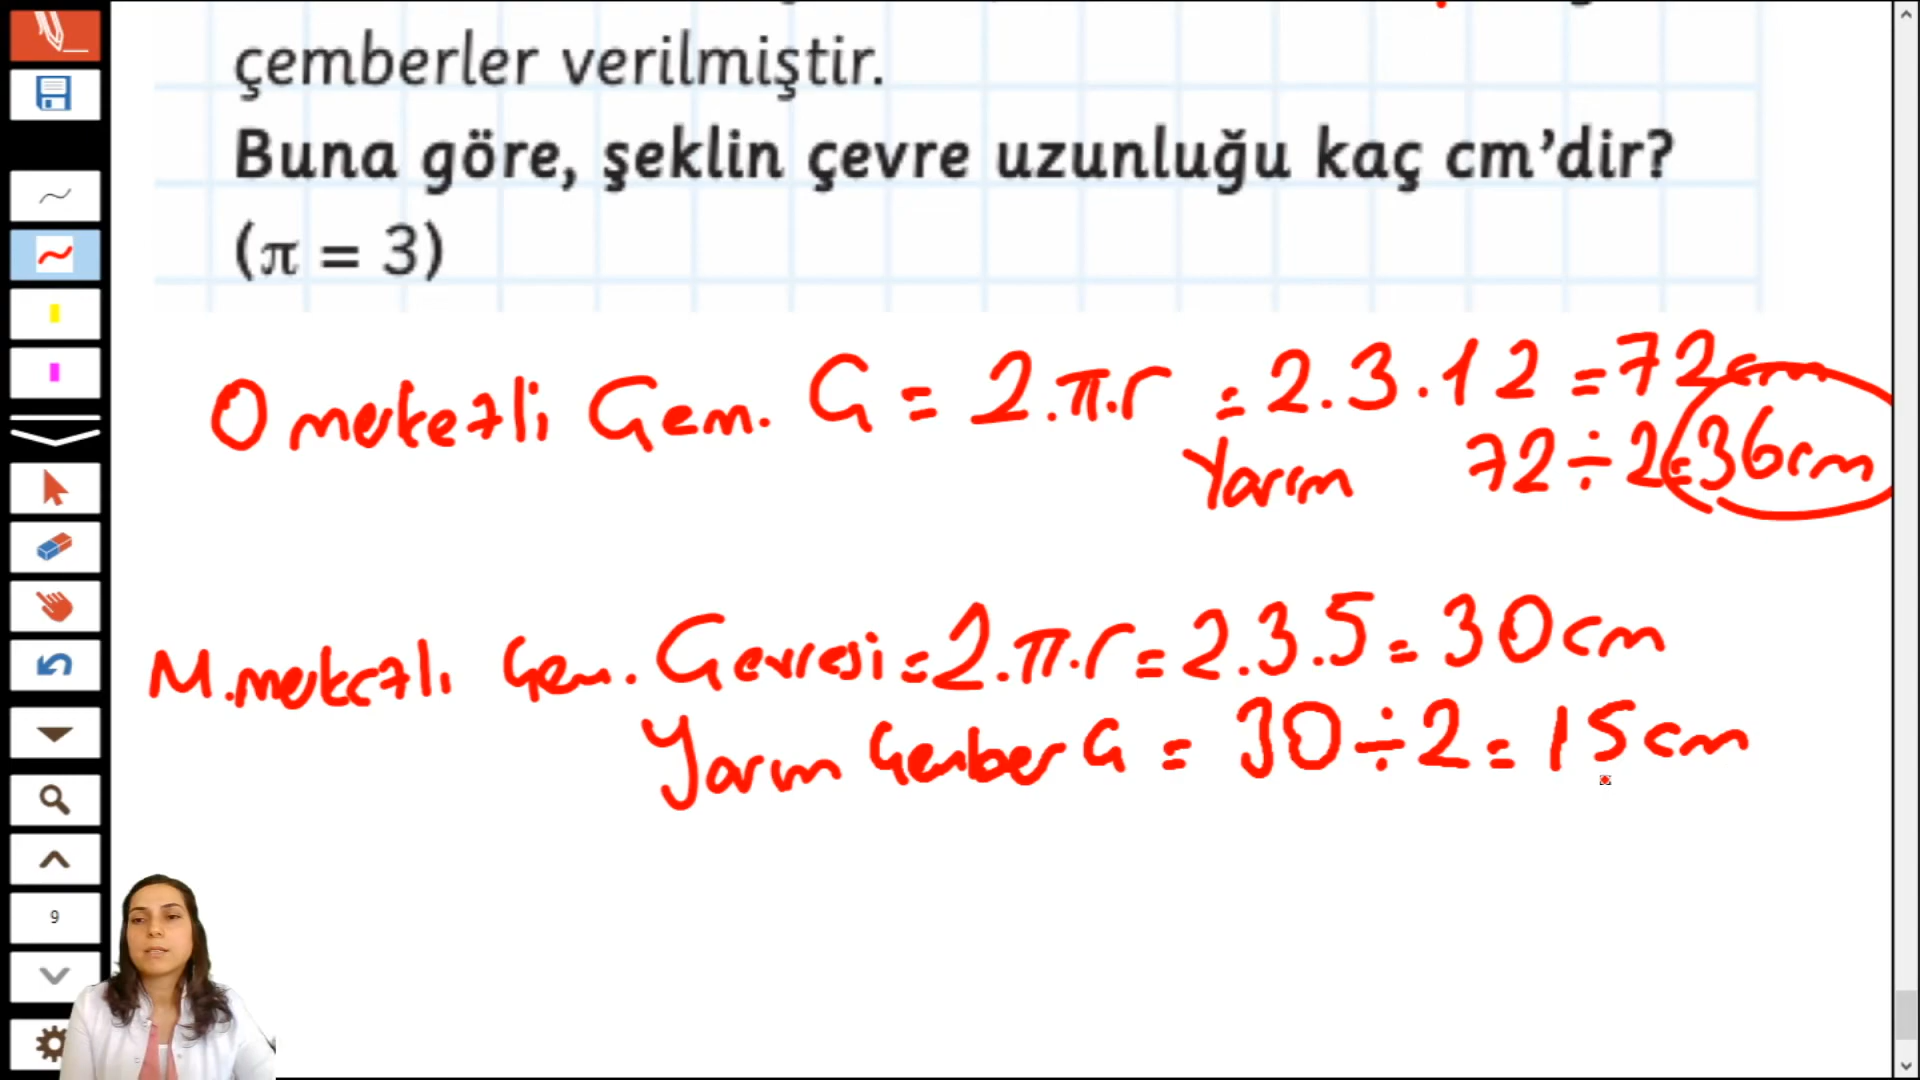 çemberler verilmiştir.
Buna göre, şeklin çevre uzunluğu kaç cm'dir?
(π = 3)
O merkezli Çem. Ç = 2.π.r = 2.3.12 = 72cm
Yarım 72 ÷ 2 = 36cm
M.merkezli Çem. Çevresi = 2.π.r = 2.3.5 = 30cm
Yarım Çember Ç = 30 ÷ 2 = 15cm
9